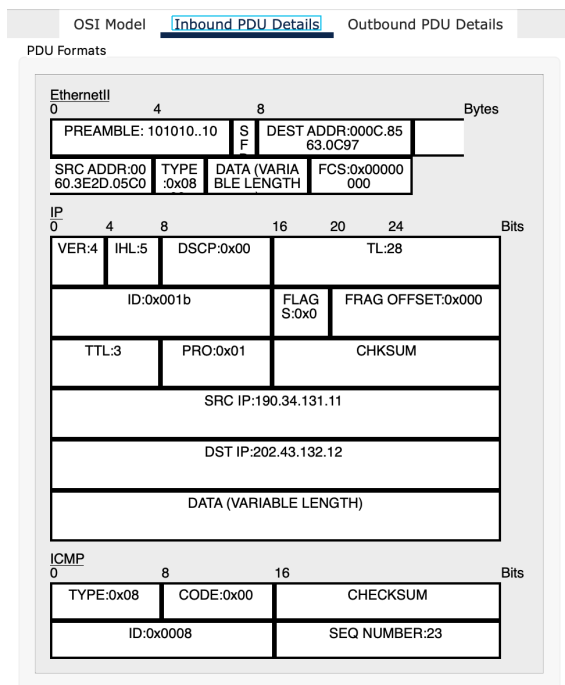 OSI Model Inbound PDU Details Outbound PDU Details
PDU Formats
EthernetII
0 4 8 Bytes
PREAMBLE: 101010..10 S F DEST ADDR:000C.85
63.0C97
SRC ADDR:00 TYPE DATA (VARIA FCS:0x00000
60.3E2D.05C0 :0x08 BLE LENGTH 000
IP
0 4 8 16 20 24 Bits
VER:4 IHL:5 DSCP:0x00 TL:28
ID:0x001b FLAG FRAG OFFSET:0x000
S:0x0
TTL:3 PRO:0x01 CHKSUM
SRC IP:190.34.131.11
DST IP:202.43.132.12
DATA (VARIABLE LENGTH)
ICMP
0 8 16 Bits
TYPE:0x08 CODE:0x00 CHECKSUM
ID:0x0008 SEQ NUMBER:23